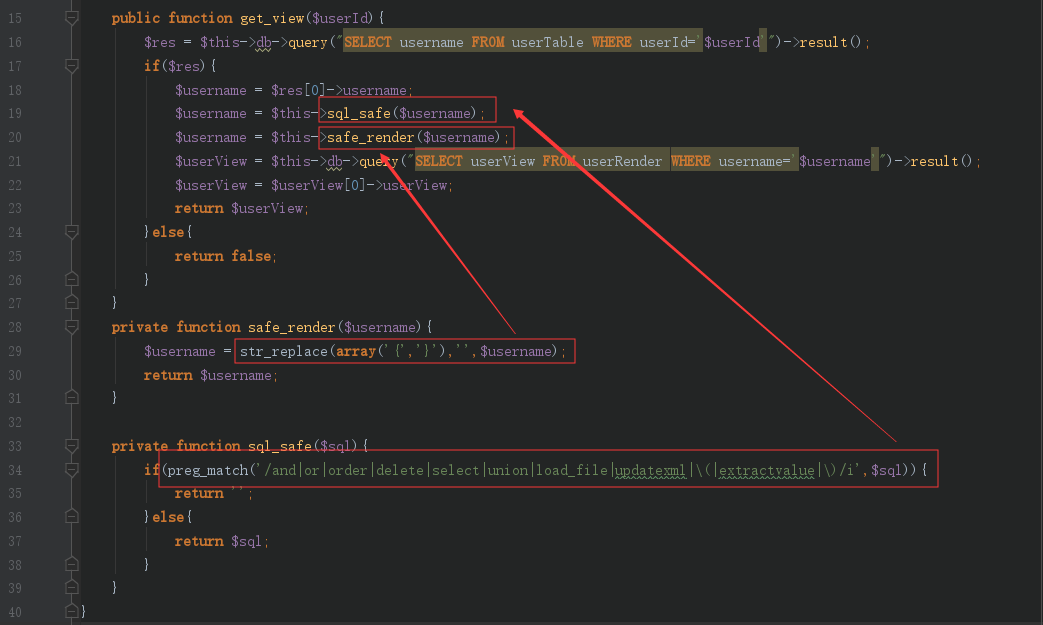 15 public function get_view($userId){
16 $res = $this->db->query("SELECT username FROM userTable WHERE userId='$userId'")->result();
17 if($res){
18 $username = $res[0]->username;
19 $username = $this->sql_safe($username);
20 $username = $this->safe_render($username);
21 $userView = $this->db->query("SELECT userView FROM userRender WHERE username='$username'")->result();
22 $userView = $userView[0]->userView;
23 return $userView;
24 }else{
25 return false;
26 }
27 }
28 private function safe_render($username){
29 $username = str_replace(array('{','}'),'',$username);
30 return $username;
31 }
32
33 private function sql_safe($sql){
34 if(preg_match('/and|or|order|delete|select|union|load_file|updatexml|\(|extractvalue|\)/i',$sql)){
35 return '';
36 }else{
37 return $sql;
38 }
39 }
40 }